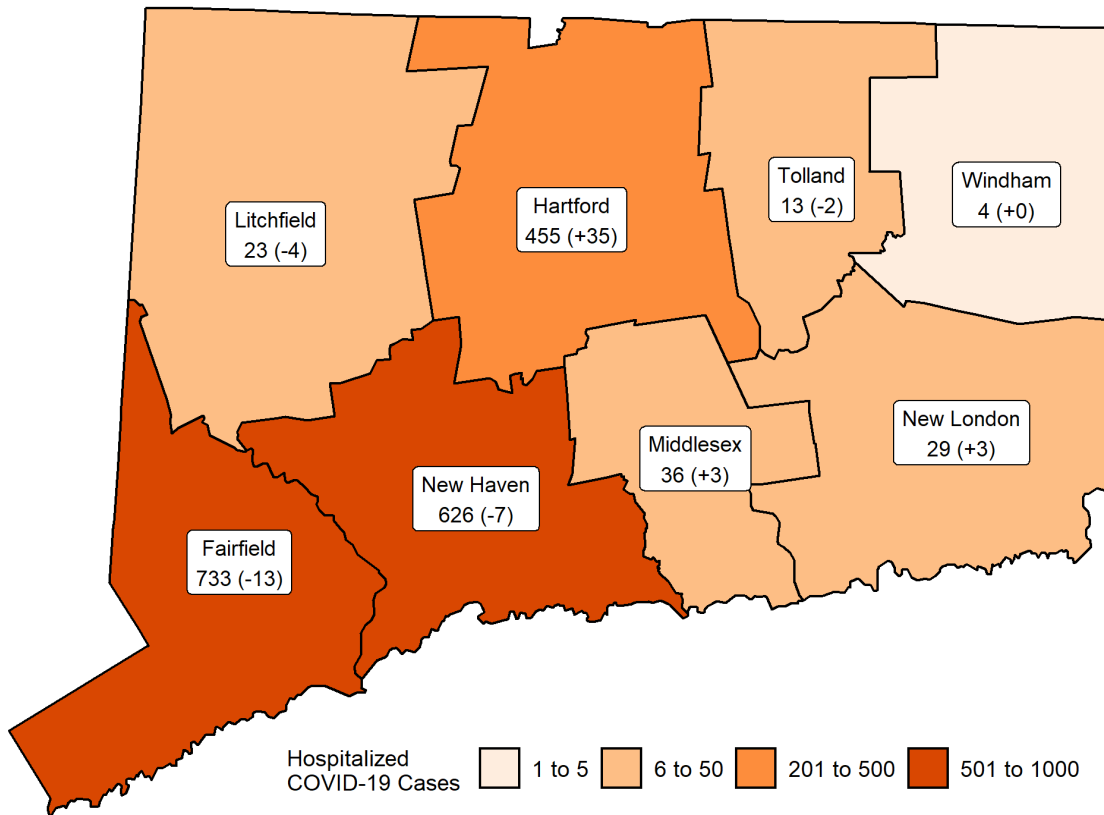 Litchfield
23 (-4)
Hartford
455 (+35)
Tolland
13 (-2)
Windham
4 (+0)
Fairfield
733 (-13)
New Haven
626 (-7)
Middlesex
36 (+3)
New London
29 (+3)
Hospitalized
COVID-19 Cases
1 to 5
6 to 50
201 to 500
501 to 1000